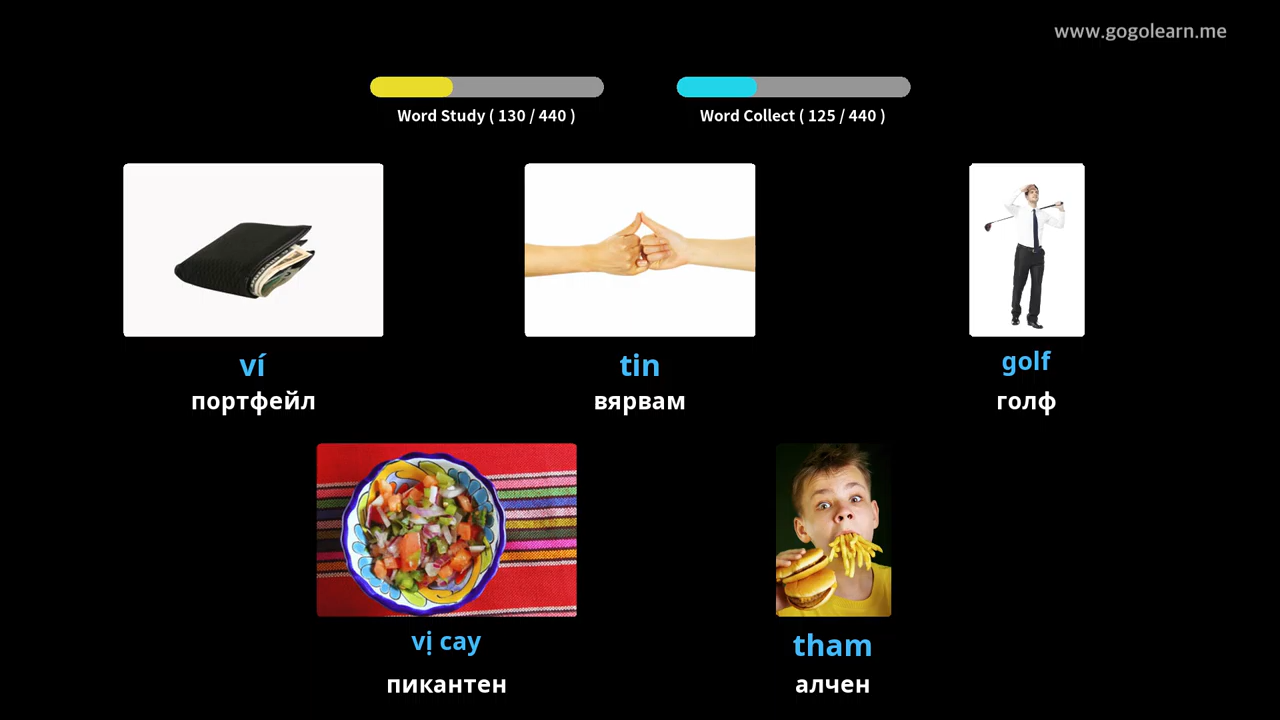 www.gogolearn.me
Word Study ( 130 / 440 )
Word Collect ( 125 / 440 )
ví
портфейл
tin
вярвам
golf
голф
vị cay
пикантен
tham
алчен